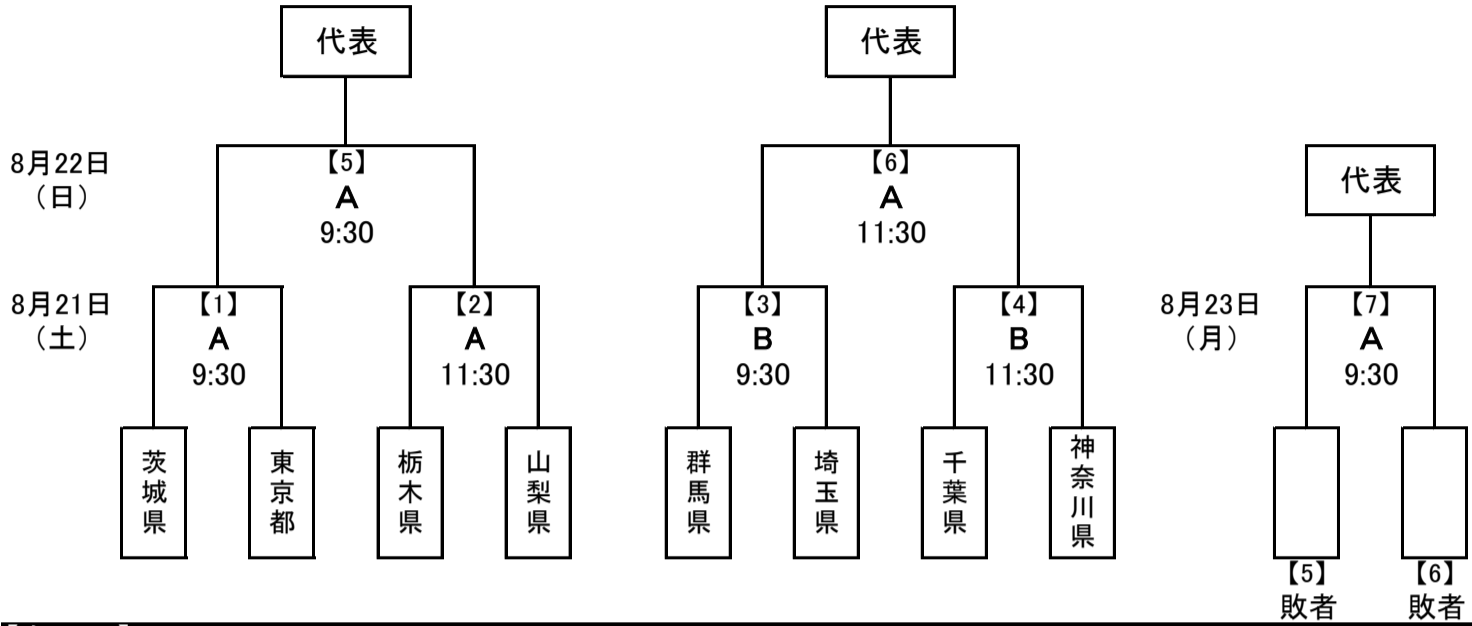 代表
代表
8月22日
（日）
【5】
A
9:30
【6】
A
11:30
代表
8月21日
（土）
【1】
A
9:30
【2】
A
11:30
【3】
B
9:30
【4】
B
11:30
8月23日
（月）
【7】
A
9:30
茨城県
東京都
栃木県
山梨県
群馬県
埼玉県
千葉県
神奈川県
【5】
敗者
【6】
敗者